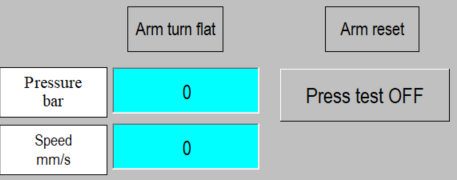 Arm turn flat
Arm reset
Pressure
bar
0
Press test OFF
Speed
mm/s
0